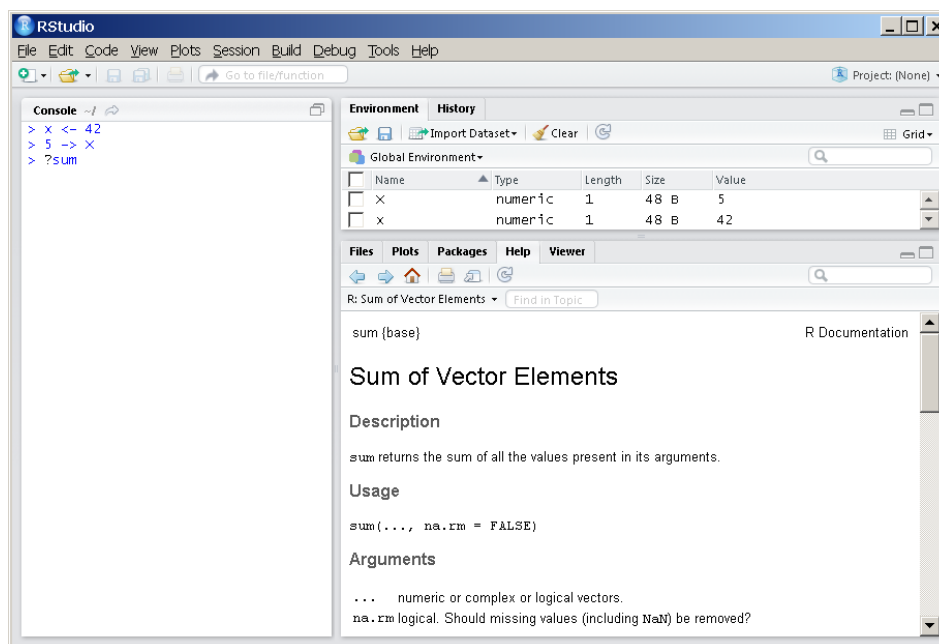 RStudio
File Edit Code View Plots Session Build Debug Tools Help
Go to file/function
Project: (None)
Console ~/
> x <- 42
> 5 -> X
> ?sum
Environment History
Import Dataset Clear
Grid
Global Environment
Name Type Length Size Value
X numeric 1 48 B 5
x numeric 1 48 B 42
Files Plots Packages Help Viewer
R: Sum of Vector Elements Find in Topic
sum {base} R Documentation
Sum of Vector Elements
Description
sum returns the sum of all the values present in its arguments.
Usage
sum(..., na.rm = FALSE)
Arguments
... numeric or complex or logical vectors.
na.rm logical. Should missing values (including NaN) be removed?